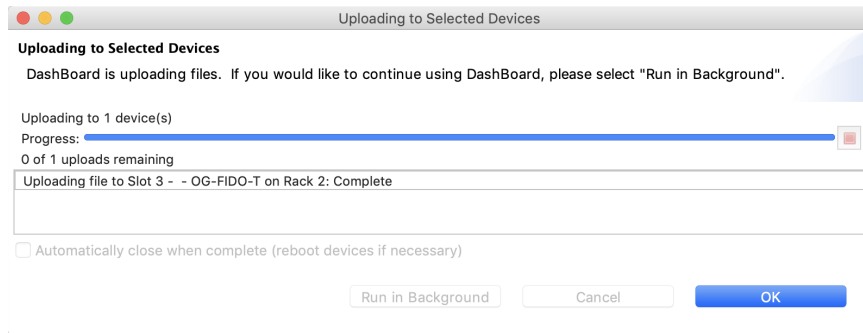 Uploading to Selected Devices
Uploading to Selected Devices
DashBoard is uploading files. If you would like to continue using DashBoard, please select "Run in Background".
Uploading to 1 device(s)
Progress:
0 of 1 uploads remaining
Uploading file to Slot 3 - - OG-FIDO-T on Rack 2: Complete
Automatically close when complete (reboot devices if necessary)
Run in Background Cancel OK